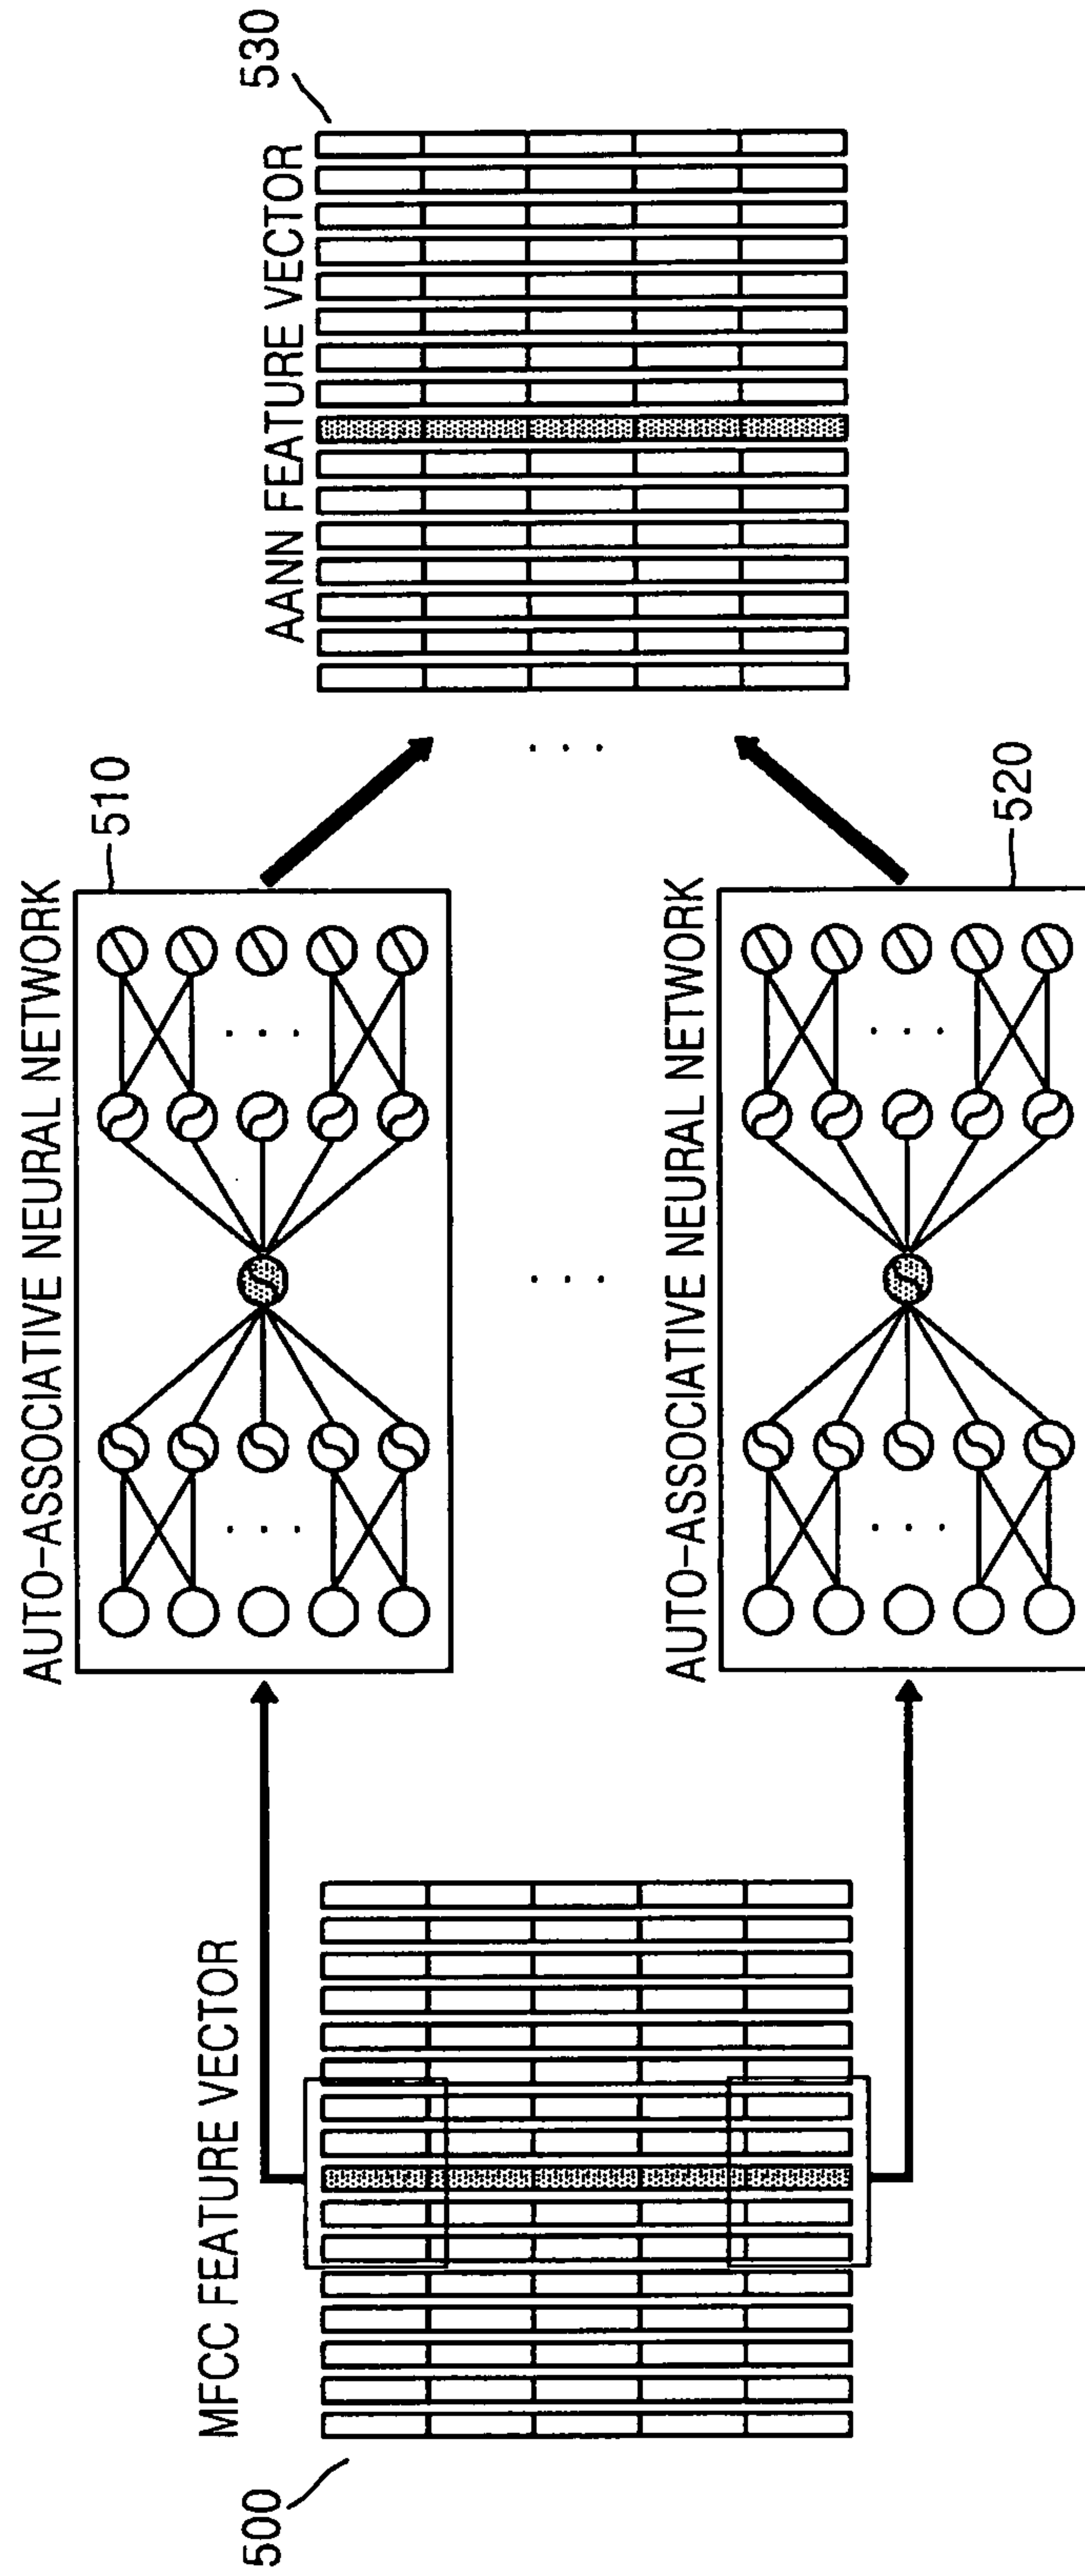 500
MFCC FEATURE VECTOR
AUTO-ASSOCIATIVE NEURAL NETWORK
510
AUTO-ASSOCIATIVE NEURAL NETWORK
520
AANN FEATURE VECTOR
530